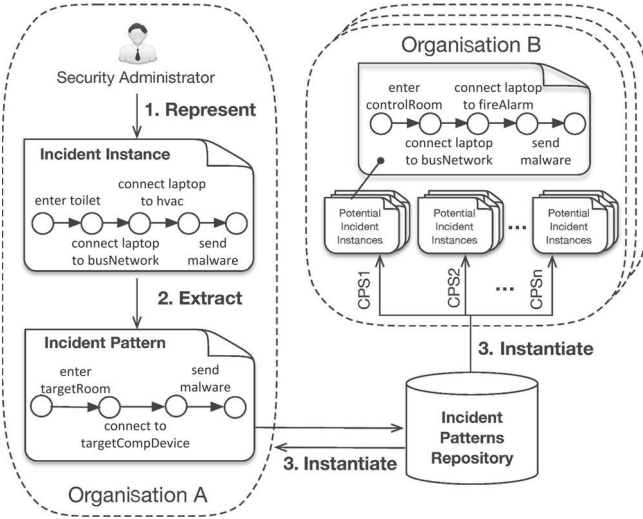 Security Administrator
1. Represent
Incident Instance
enter toilet
connect laptop
to hvac
connect laptop
to busNetwork
send
malware
2. Extract
Incident Pattern
enter
targetRoom
send
malware
connect to
targetCompDevice
Organisation A
Organisation B
enter
controlRoom
connect laptop
to fireAlarm
connect laptop
to busNetwork
send
malware
Potential
Incident
Instances
Potential
Incident
Instances
...
Potential
Incident
Instances
CPS1
CPS2
...
CPSn
3. Instantiate
Incident
Patterns
Repository
3. Instantiate